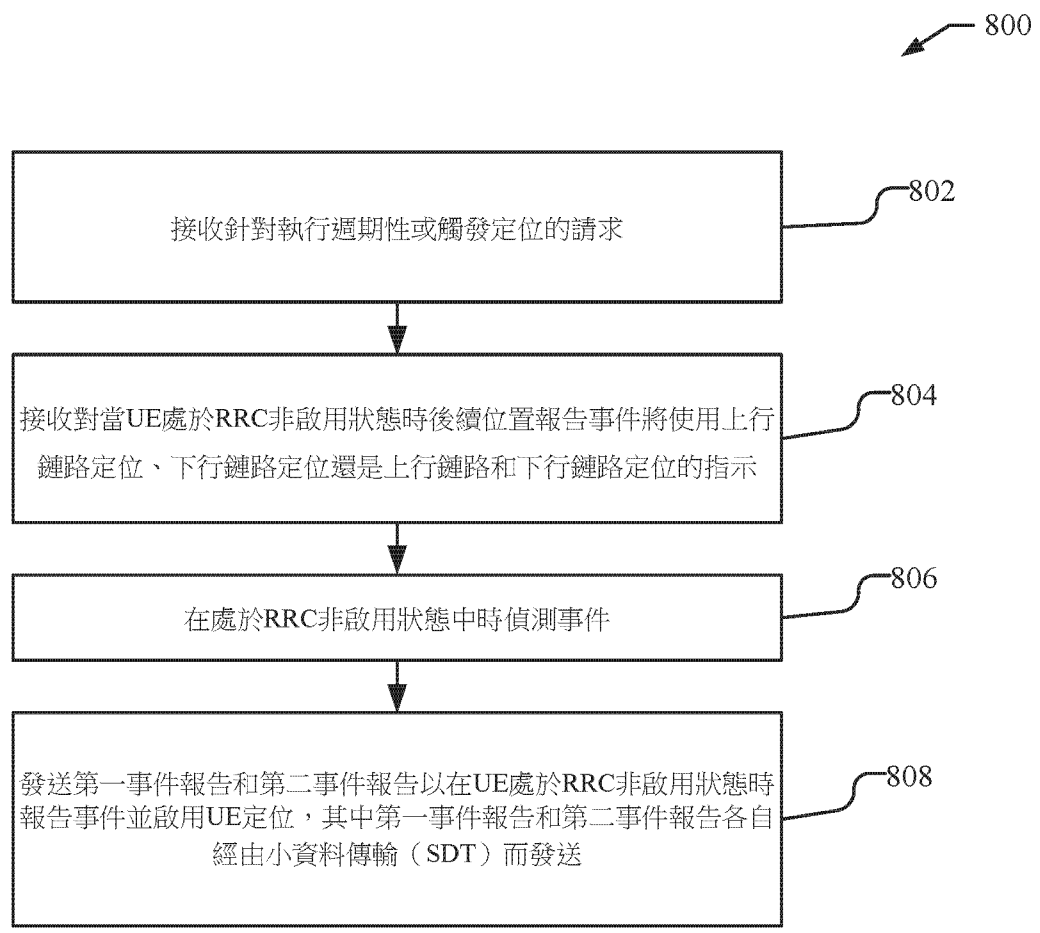 800
接收針對執行週期性或觸發定位的請求
802
接收對當UE處於RRC非啟用狀態時後續位置報告事件將使用上行
鏈路定位、下行鏈路定位還是上行鏈路和下行鏈路定位的指示
804
在處於RRC非啟用狀態中時偵測事件
806
發送第一事件報告和第二事件報告以在UE處於RRC非啟用狀態時
報告事件並啟用UE定位，其中第一事件報告和第二事件報告各自
經由小資料傳輸（SDT）而發送
808